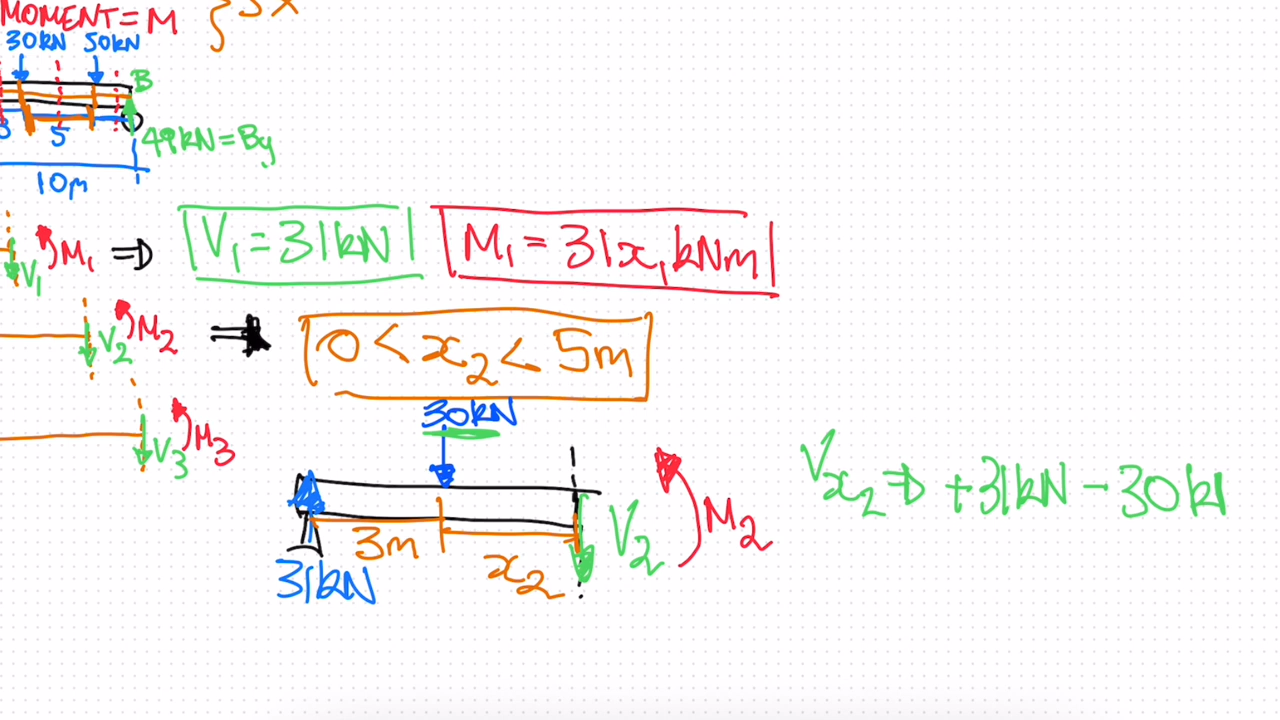 MOMENT = M
30kN 50kN
B
5
49kN = By
10m
V₁ M₁ ⇒ V₁ = 31kN M₁ = 31x₁ kNm
V₂ M₂ ⇒ 0 < x₂ < 5m
30kN
V₃ M₃
Vx₂ ⇒ +31kN - 30kN
3m x₂ V₂ M₂
31kN